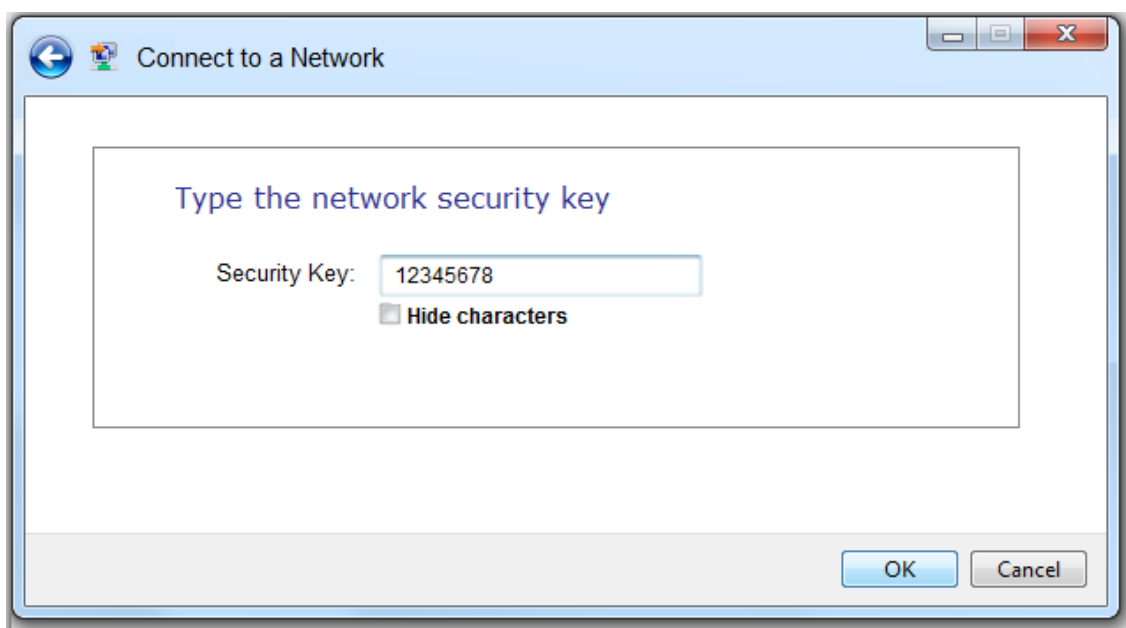 Connect to a Network
Type the network security key
Security Key: 12345678
Hide characters
OK Cancel